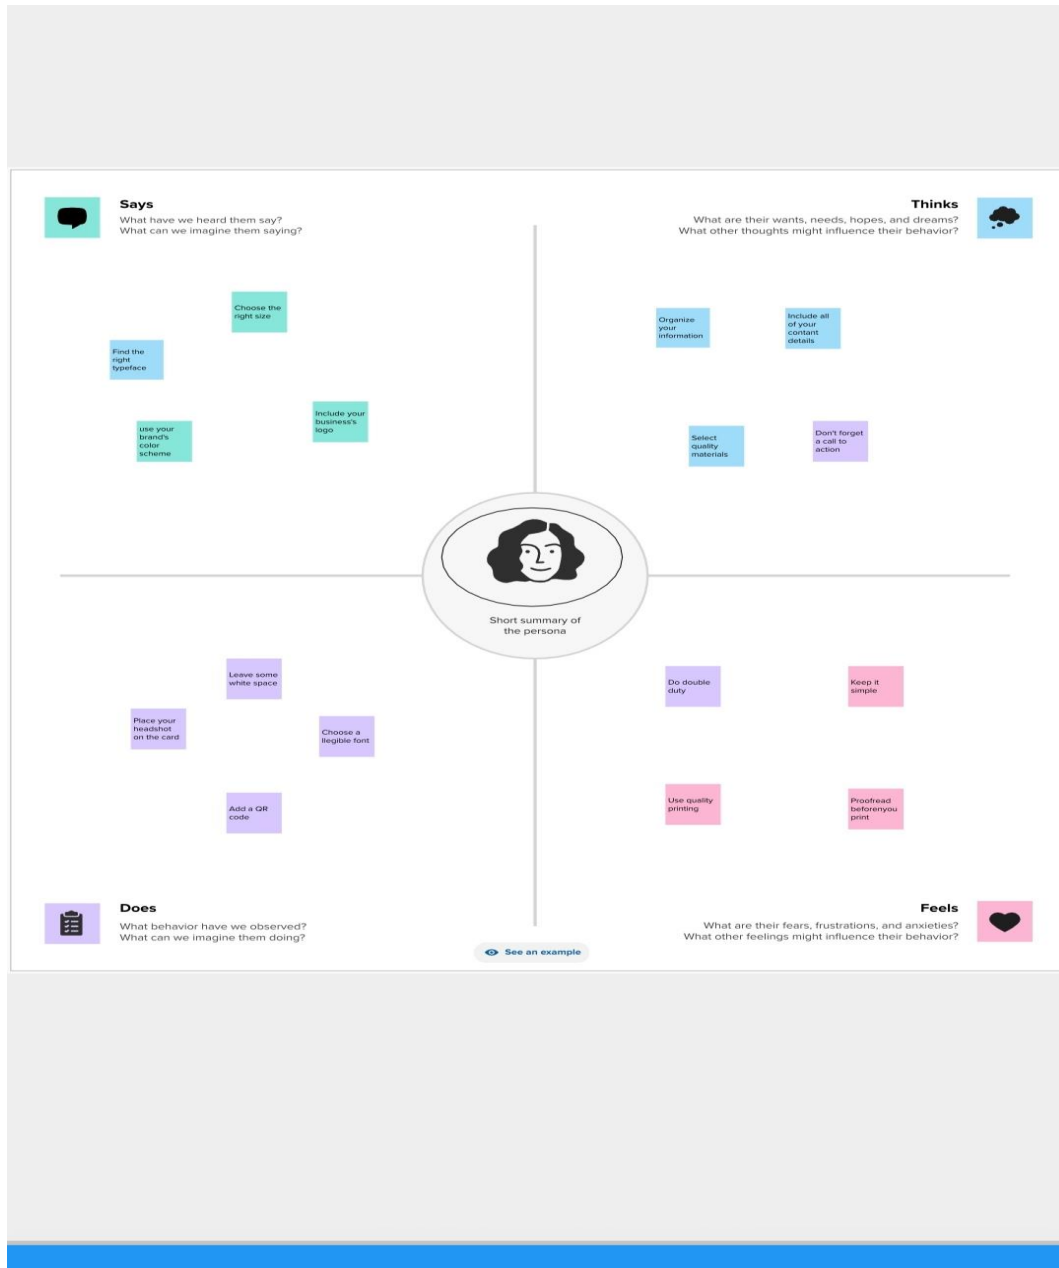 Says
What have we heard them say?
What can we imagine them saying?
Thinks
What are their wants, needs, hopes, and dreams?
What other thoughts might influence their behavior?
Choose the
right size
Find the
right
typeface
use your
brand's
color
scheme
Include your
business's
logo
Organize
your
information
Include all
of your
contant
details
Select
quality
materials
Don't forget
a call to
action
Short summary of
the persona
Leave some
white space
Place your
headshot
on the card
Choose a
llegible font
Add a QR
code
Do double
duty
Keep it
simple
Use quality
printing
Proofread
beforenyou
print
Does
What behavior have we observed?
What can we imagine them doing?
Feels
What are their fears, frustrations, and anxieties?
What other feelings might influence their behavior?
See an example